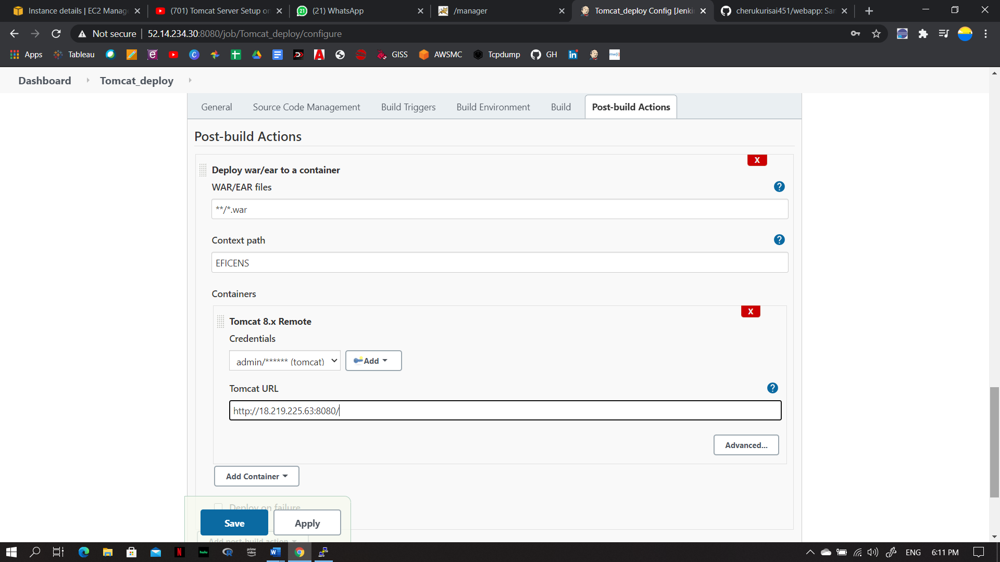 Instance details | EC2 Manage
(701) Tomcat Server Setup on
(21) WhatsApp
/manager
Tomcat_deploy Config [Jenkin
cherukurisai451/webapp: Sam
Not secure
52.14.234.30:8080/job/Tomcat_deploy/configure
Apps
Tableau
GISS
AWSMC
Tcpdump
GH
Dashboard
Tomcat_deploy
General
Source Code Management
Build Triggers
Build Environment
Build
Post-build Actions
Post-build Actions
X
Deploy war/ear to a container
WAR/EAR files
?
**/*.war
Context path
?
EFICENS
Containers
X
Tomcat 8.x Remote
Credentials
admin/****** (tomcat)
Add
Tomcat URL
?
http://18.219.225.63:8080/
Advanced...
Add Container
Deploy on failure
Save
Apply
Add post-build action
ENG
6:11 PM